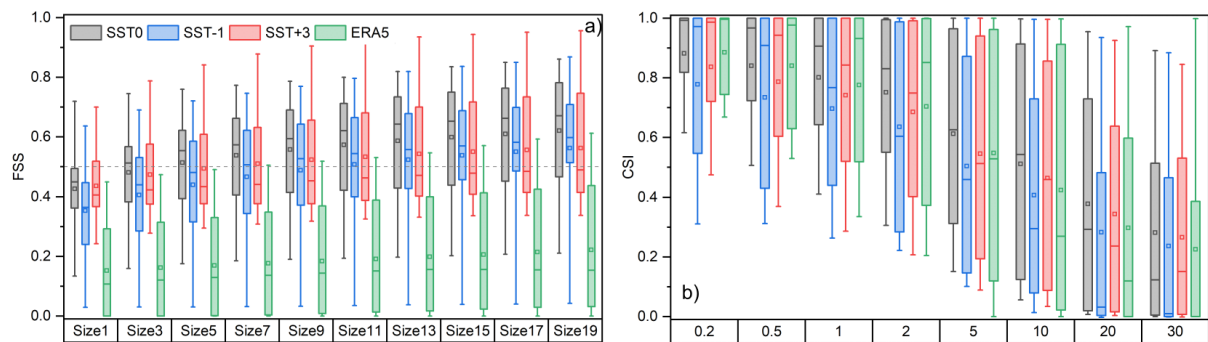 SST0 SST-1 SST+3 ERA5
a)
FSS
1.0
0.8
0.6
0.4
0.2
0.0
Size1 Size3 Size5 Size7 Size9 Size11 Size13 Size15 Size17 Size19
b)
CSI
1.0
0.8
0.6
0.4
0.2
0.0
0.2 0.5 1 2 5 10 20 30